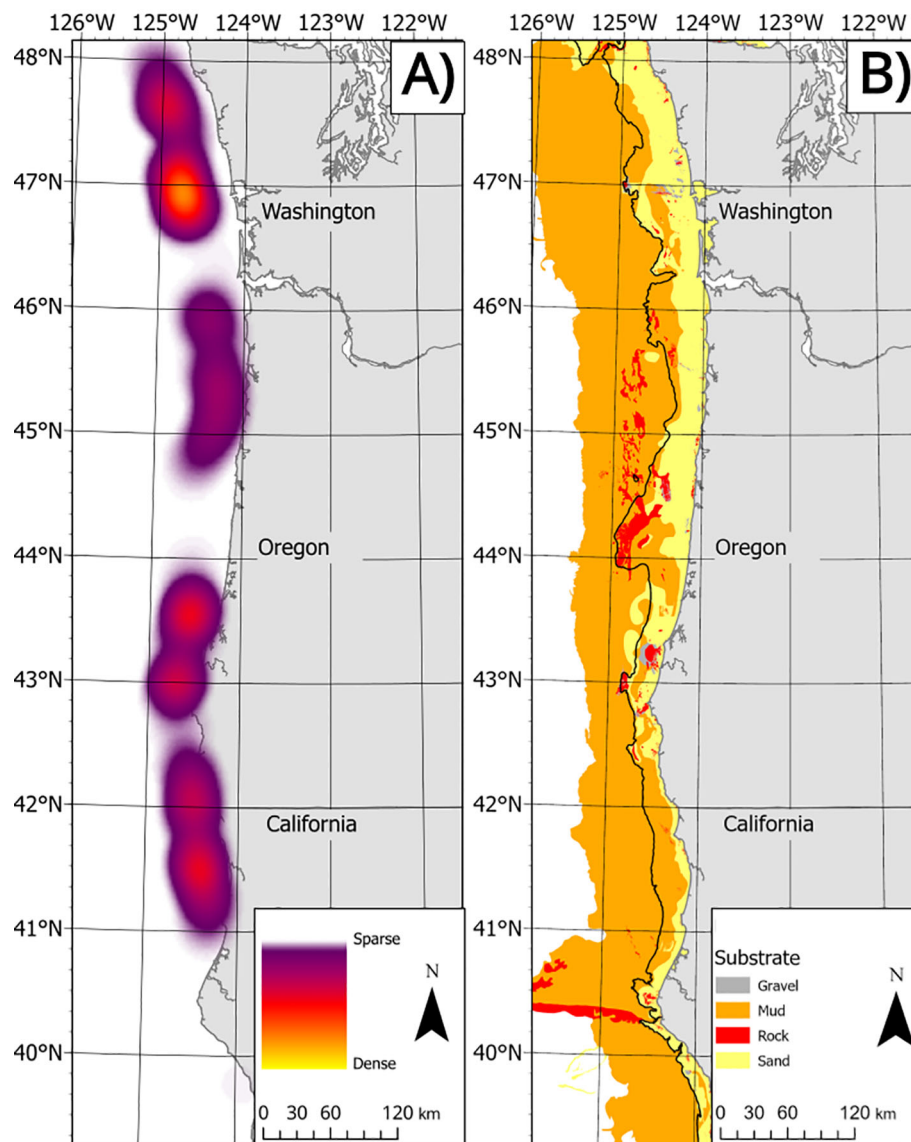 126°W 125°W 124°W 123°W 122°W
A)
48°N
47°N
46°N
45°N
44°N
43°N
42°N
41°N
40°N
Washington
Oregon
California
Sparse
Dense
N
0 30 60 120 km
126°W 125°W 124°W 123°W 122°W
B)
48°N
47°N
46°N
45°N
44°N
43°N
42°N
41°N
40°N
Washington
Oregon
California
Substrate
Gravel
Mud
Rock
Sand
N
0 30 60 120 km